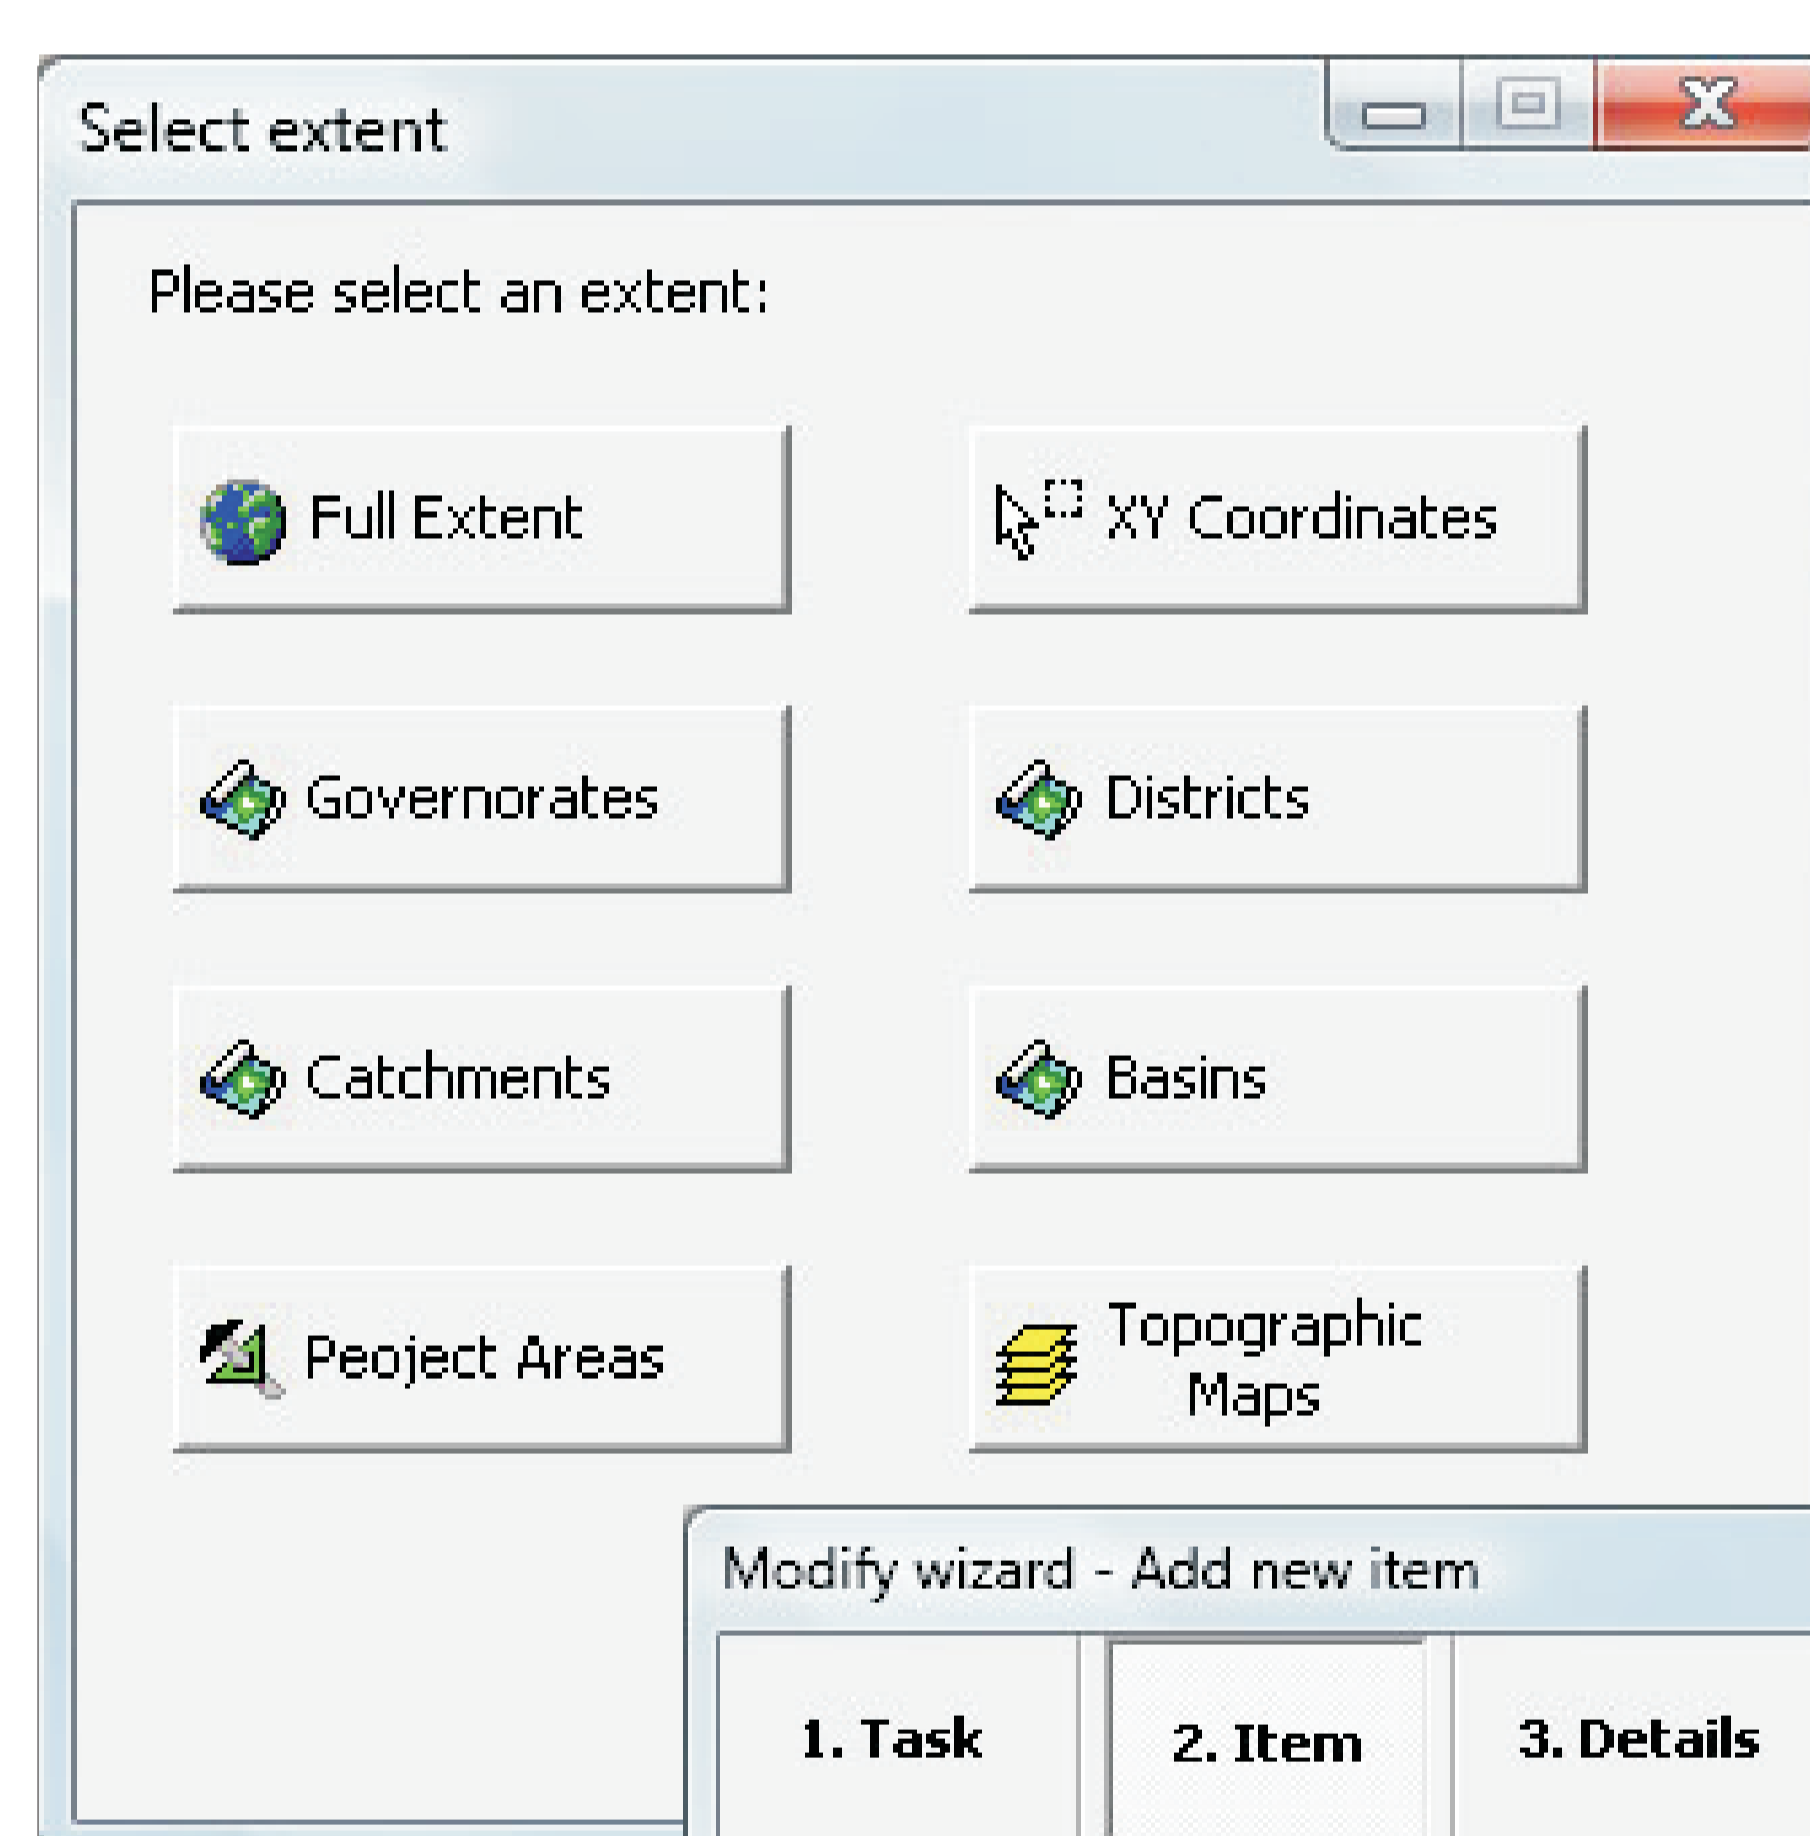 Select extent
Please select an extent:
Full Extent
XY Coordinates
Governorates
Districts
Catchments
Basins
Peoject Areas
Topographic
Maps
Modify wizard - Add new item
1. Task
2. Item
3. Details